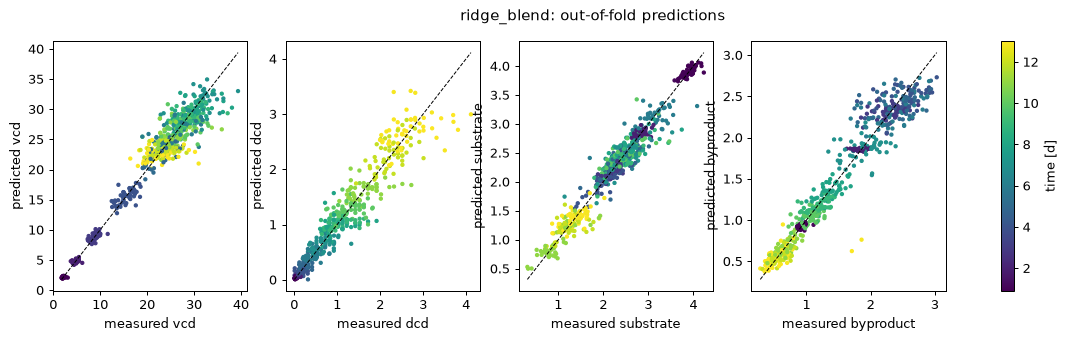 ridge_blend: out-of-fold predictions
predicted vcd
40
35
30
25
20
15
10
5
0
0 10 20 30 40
measured vcd
predicted dcd
4
3
2
1
0
0 1 2 3 4
measured dcd
predicted substrate
4.0
3.5
3.0
2.5
2.0
1.5
1.0
0.5
1 2 3 4
measured substrate
predicted byproduct
3.0
2.5
2.0
1.5
1.0
0.5
1 2 3
measured byproduct
12
10
8
6
4
2
time [d]